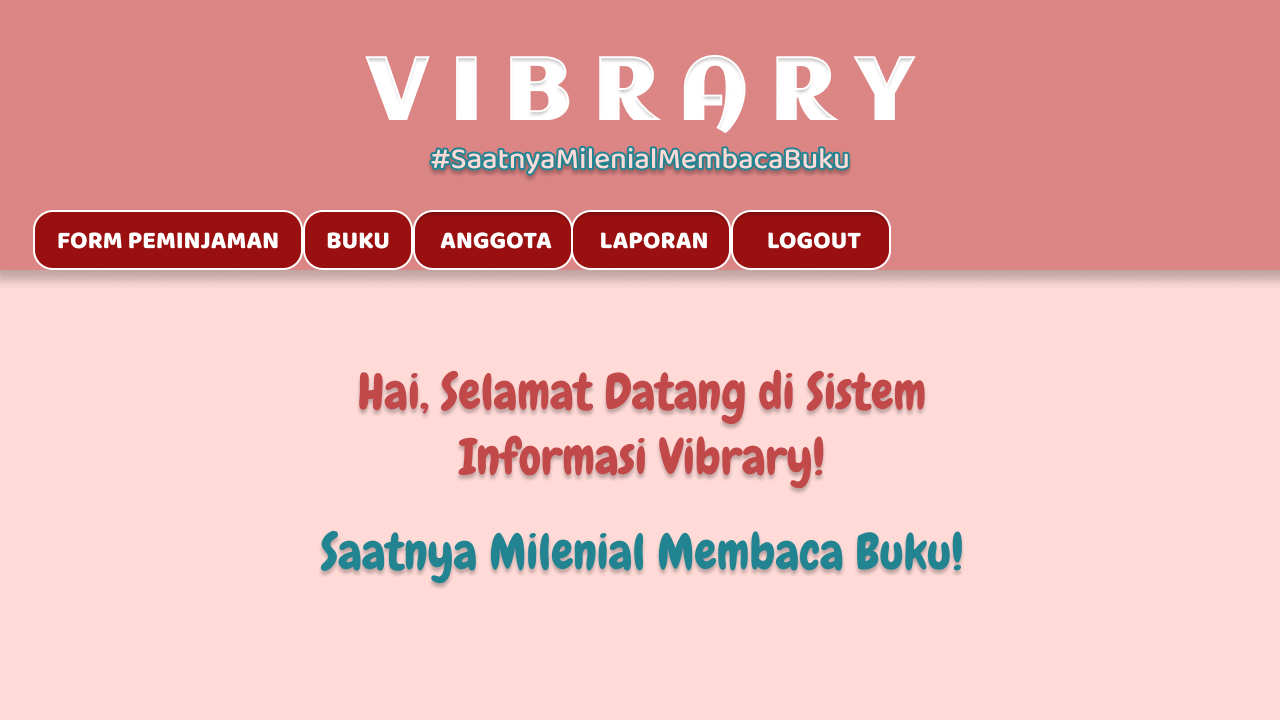 VIBRARY
#SaatnyaMilenialMembacaBuku
FORM PEMINJAMAN BUKU ANGGOTA LAPORAN LOGOUT
Hai, Selamat Datang di Sistem
Informasi Vibrary!
Saatnya Milenial Membaca Buku!